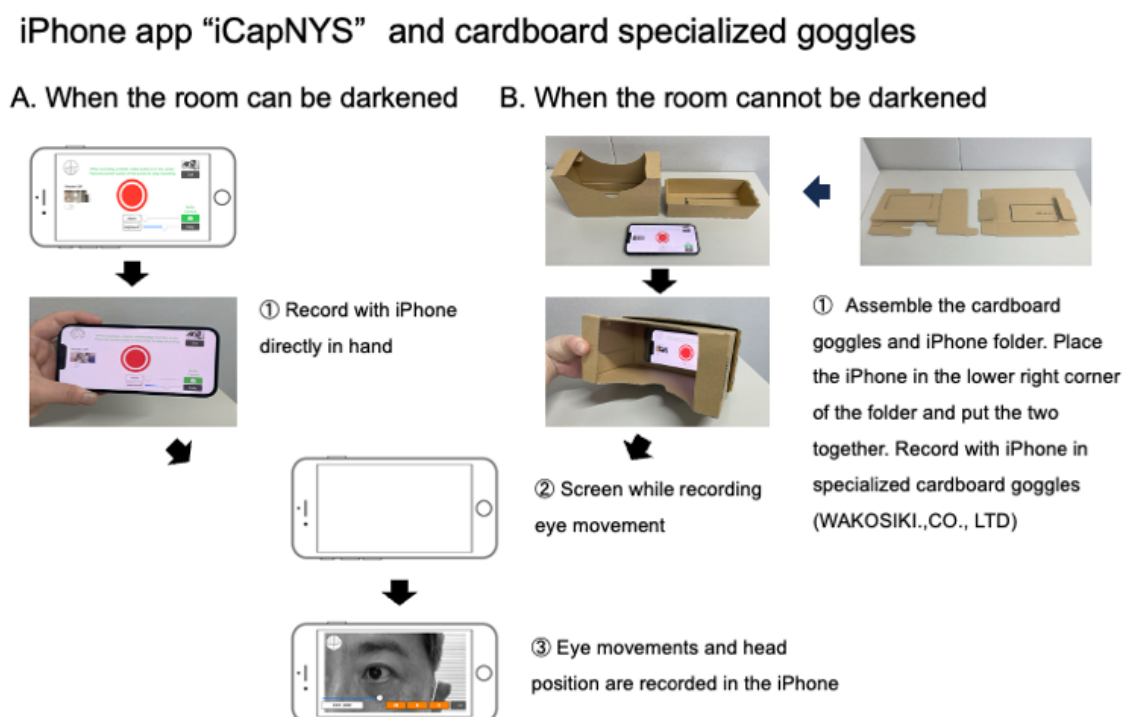 iPhone app “iCapNYS” and cardboard specialized goggles
A. When the room can be darkened
B. When the room cannot be darkened
① Record with iPhone
directly in hand
① Assemble the cardboard
goggles and iPhone folder. Place
the iPhone in the lower right corner
of the folder and put the two
together. Record with iPhone in
specialized cardboard goggles
(WAKOSIKI.,CO., LTD)
② Screen while recording
eye movement
③ Eye movements and head
position are recorded in the iPhone